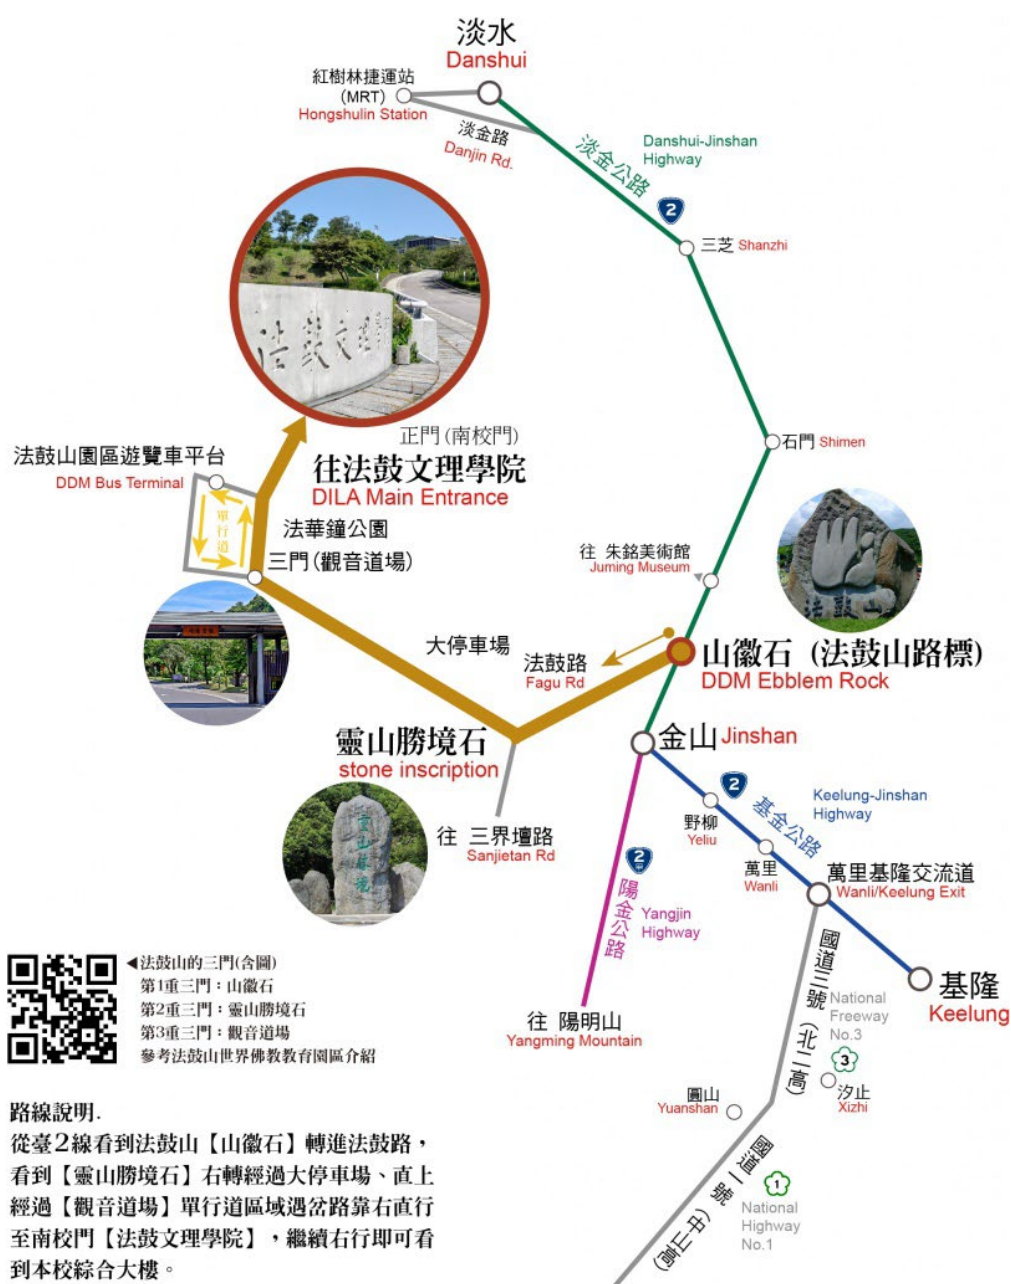 淡水
Danshui
紅樹林捷運站
(MRT)
Hongshulin Station
淡金路
Danjin Rd.
Danshui-Jinshan
Highway
淡金公路
2
三芝 Shanzhi
法鼓文理學
石門 Shimen
正門(南校門)
往法鼓文理學院
DILA Main Entrance
法鼓山園區遊覽車平台
DDM Bus Terminal
單行道
法華鐘公園
三門(觀音道場)
往 朱銘美術館
Juming Museum
法鼓山
大停車場
法鼓路
Fagu Rd
山徽石 (法鼓山路標)
DDM Ebblem Rock
靈山勝境石
stone inscription
靈山勝境
往 三界壇路
Sanjietan Rd
金山 Jinshan
2
Keelung-Jinshan
Highway
基金公路
野柳
Yeliu
萬里
Wanli
萬里基隆交流道
Wanli/Keelung Exit
2甲
陽金公路
Yangjin
Highway
往 陽明山
Yangming Mountain
基隆
Keelung
國道三號(北二高)
National
Freeway
No.3
3
汐止
Xizhi
圓山
Yuanshan
國道一號(中山高)
1
National
Highway
No.1
◀法鼓山的三門(含圖)
第1重三門：山徽石
第2重三門：靈山勝境石
第3重三門：觀音道場
參考法鼓山世界佛教教育園區介紹
路線說明.
從臺2線看到法鼓山【山徽石】轉進法鼓路，
看到【靈山勝境石】右轉經過大停車場、直上
經過【觀音道場】單行道區域遇岔路靠右直行
至南校門【法鼓文理學院】，繼續右行即可看
到本校綜合大樓。